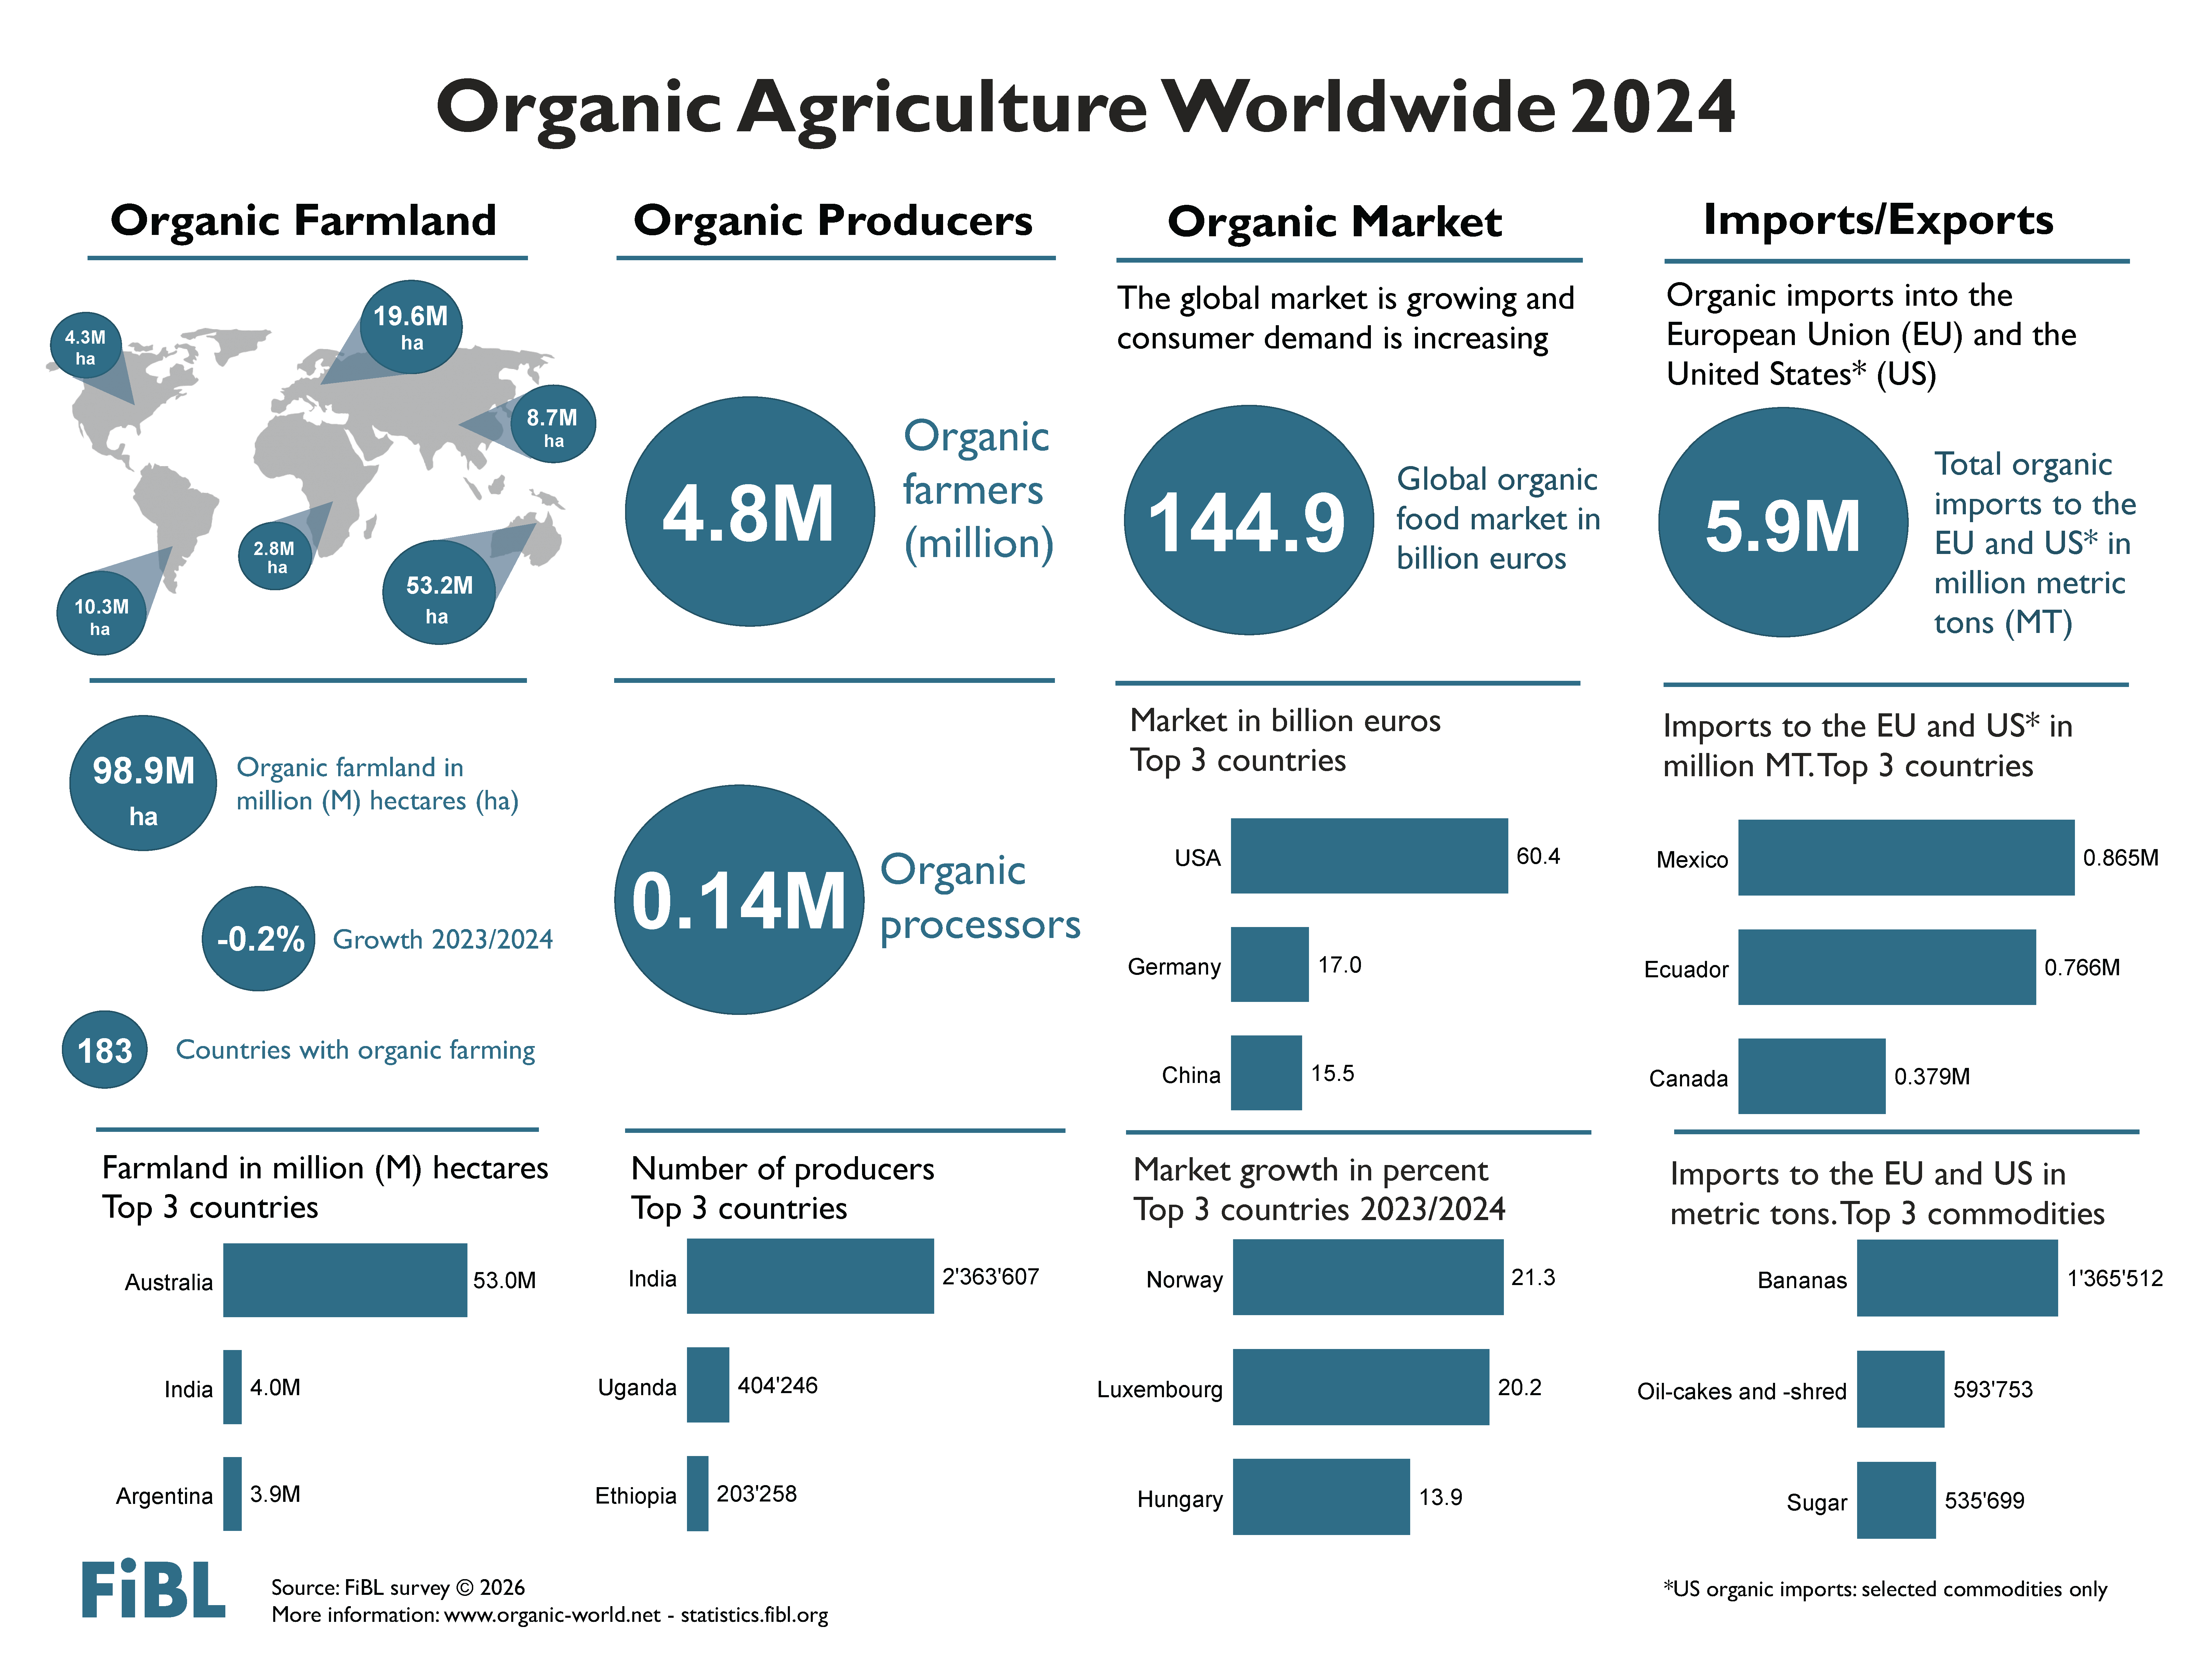 Organic Agriculture Worldwide 2024
Organic Farmland
4.3M
ha
19.6M
ha
8.7M
ha
2.8M
ha
53.2M
ha
10.3M
ha
98.9M
ha
Organic farmland in
million (M) hectares (ha)
-0.2%
Growth 2023/2024
183
Countries with organic farming
Farmland in million (M) hectares
Top 3 countries
Australia
53.0M
India
4.0M
Argentina
3.9M
Organic Producers
4.8M
Organic
farmers
(million)
0.14M
Organic
processors
Number of producers
Top 3 countries
India
2'363'607
Uganda
404'246
Ethiopia
203'258
Organic Market
The global market is growing and
consumer demand is increasing
144.9
Global organic
food market in
billion euros
Market in billion euros
Top 3 countries
USA
60.4
Germany
17.0
China
15.5
Market growth in percent
Top 3 countries 2023/2024
Norway
21.3
Luxembourg
20.2
Hungary
13.9
Imports/Exports
Organic imports into the
European Union (EU) and the
United States* (US)
5.9M
Total organic
imports to the
EU and US* in
million metric
tons (MT)
Imports to the EU and US* in
million MT. Top 3 countries
Mexico
0.865M
Ecuador
0.766M
Canada
0.379M
Imports to the EU and US in
metric tons. Top 3 commodities
Bananas
1'365'512
Oil-cakes and -shred
593'753
Sugar
535'699
FiBL
Source: FiBL survey © 2026
More information: www.organic-world.net - statistics.fibl.org
*US organic imports: selected commodities only